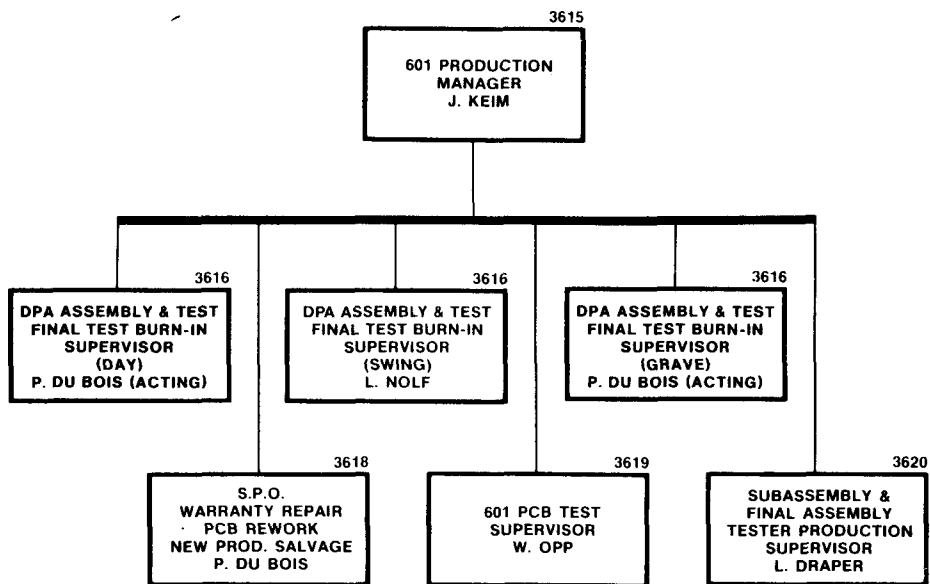 3615
601 PRODUCTION
MANAGER
J. KEIM
3616
DPA ASSEMBLY & TEST
FINAL TEST BURN-IN
SUPERVISOR
(DAY)
P. DU BOIS (ACTING)
3616
DPA ASSEMBLY & TEST
FINAL TEST BURN-IN
SUPERVISOR
(SWING)
L. NOLF
3616
DPA ASSEMBLY & TEST
FINAL TEST BURN-IN
SUPERVISOR
(GRAVE)
P. DU BOIS (ACTING)
3618
S.P.O.
WARRANTY REPAIR
PCB REWORK
NEW PROD. SALVAGE
P. DU BOIS
3619
601 PCB TEST
SUPERVISOR
W. OPP
3620
SUBASSEMBLY &
FINAL ASSEMBLY
TESTER PRODUCTION
SUPERVISOR
L. DRAPER